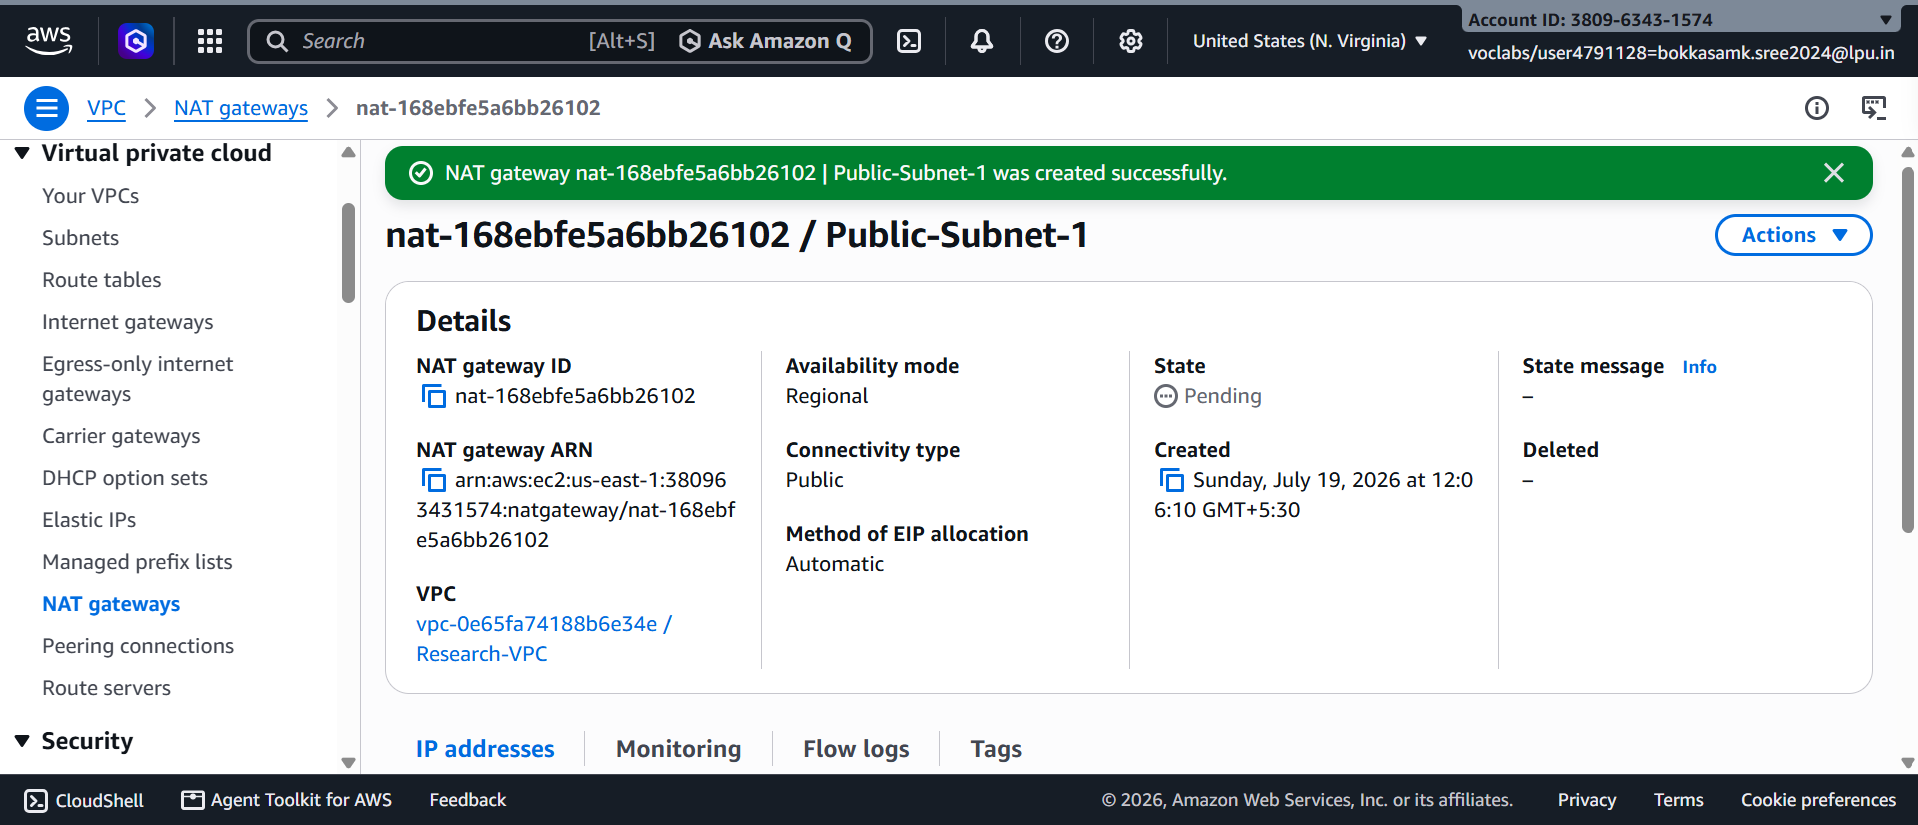 aws
Search [Alt+S] Ask Amazon Q
United States (N. Virginia)
Account ID: 3809-6343-1574
voclabs/user4791128=bokkasamk.sree2024@lpu.in
VPC
NAT gateways
nat-168ebfe5a6bb26102
Virtual private cloud
Your VPCs
Subnets
Route tables
Internet gateways
Egress-only internet
gateways
Carrier gateways
DHCP option sets
Elastic IPs
Managed prefix lists
NAT gateways
Peering connections
Route servers
Security
NAT gateway nat-168ebfe5a6bb26102 | Public-Subnet-1 was created successfully.
nat-168ebfe5a6bb26102 / Public-Subnet-1
Actions
Details
NAT gateway ID
nat-168ebfe5a6bb26102
NAT gateway ARN
arn:aws:ec2:us-east-1:38096
3431574:natgateway/nat-168ebf
e5a6bb26102
VPC
vpc-0e65fa74188b6e34e /
Research-VPC
Availability mode
Regional
Connectivity type
Public
Method of EIP allocation
Automatic
State
Pending
Created
Sunday, July 19, 2026 at 12:0
6:10 GMT+5:30
State message Info
–
Deleted
–
IP addresses
Monitoring
Flow logs
Tags
CloudShell
Agent Toolkit for AWS
Feedback
© 2026, Amazon Web Services, Inc. or its affiliates.
Privacy
Terms
Cookie preferences